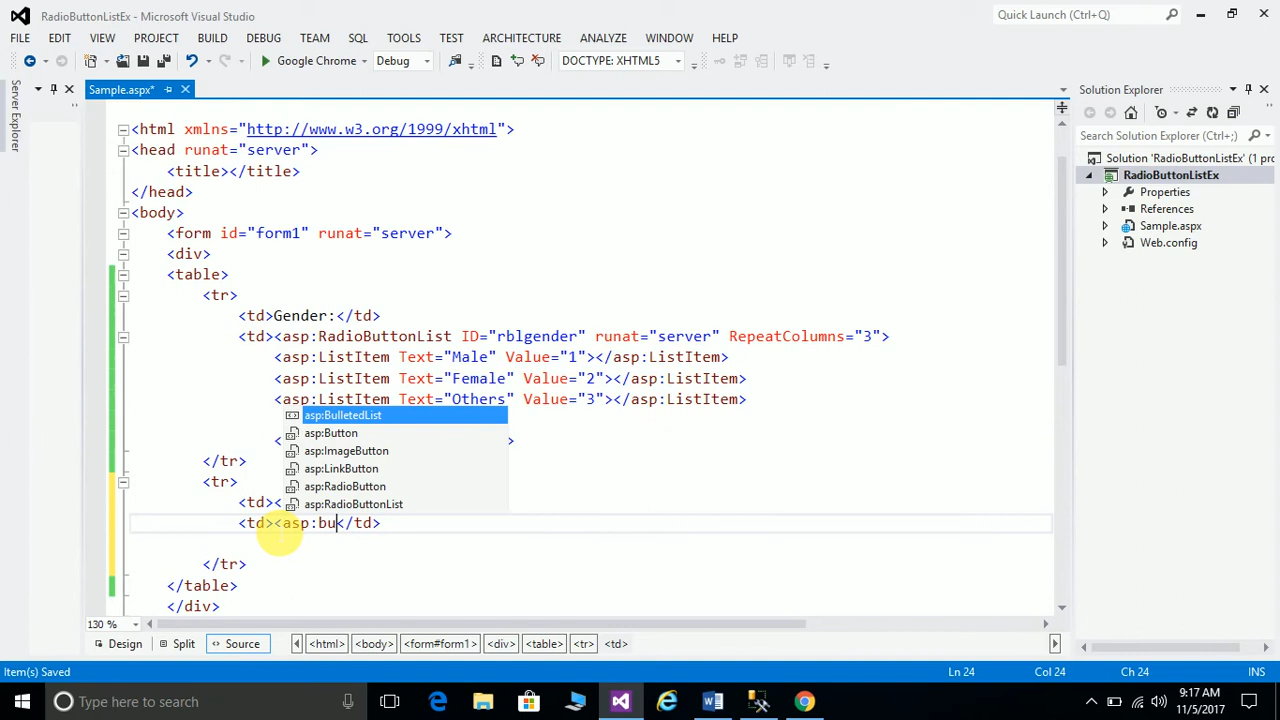 RadioButtonListEx - Microsoft Visual Studio
Quick Launch (Ctrl+Q)
FILE EDIT VIEW PROJECT BUILD DEBUG TEAM SQL TOOLS TEST ARCHITECTURE ANALYZE WINDOW HELP
Google Chrome Debug DOCTYPE: XHTML5
Server Explorer
Sample.aspx*
Solution Explorer
Search Solution Explorer (Ctrl+;)
Solution 'RadioButtonListEx' (1 pro
RadioButtonListEx
Properties
References
Sample.aspx
Web.config
<html xmlns="http://www.w3.org/1999/xhtml">
<head runat="server">
<title></title>
</head>
<body>
<form id="form1" runat="server">
<div>
<table>
<tr>
<td>Gender:</td>
<td><asp:RadioButtonList ID="rblgender" runat="server" RepeatColumns="3">
<asp:ListItem Text="Male" Value="1"></asp:ListItem>
<asp:ListItem Text="Female" Value="2"></asp:ListItem>
<asp:ListItem Text="Others" Value="3"></asp:ListItem>
asp:BulletedList
asp:Button
< asp:ImageButton >
</tr> asp:LinkButton
<tr> asp:RadioButton
<td>< asp:RadioButtonList
<td><asp:bu</td>
</tr>
</table>
</div>
130 %
Design Split Source <html> <body> <form#form1> <div> <table> <tr> <td>
Item(s) Saved Ln 24 Col 24 Ch 24 INS
Type here to search
9:17 AM
11/5/2017